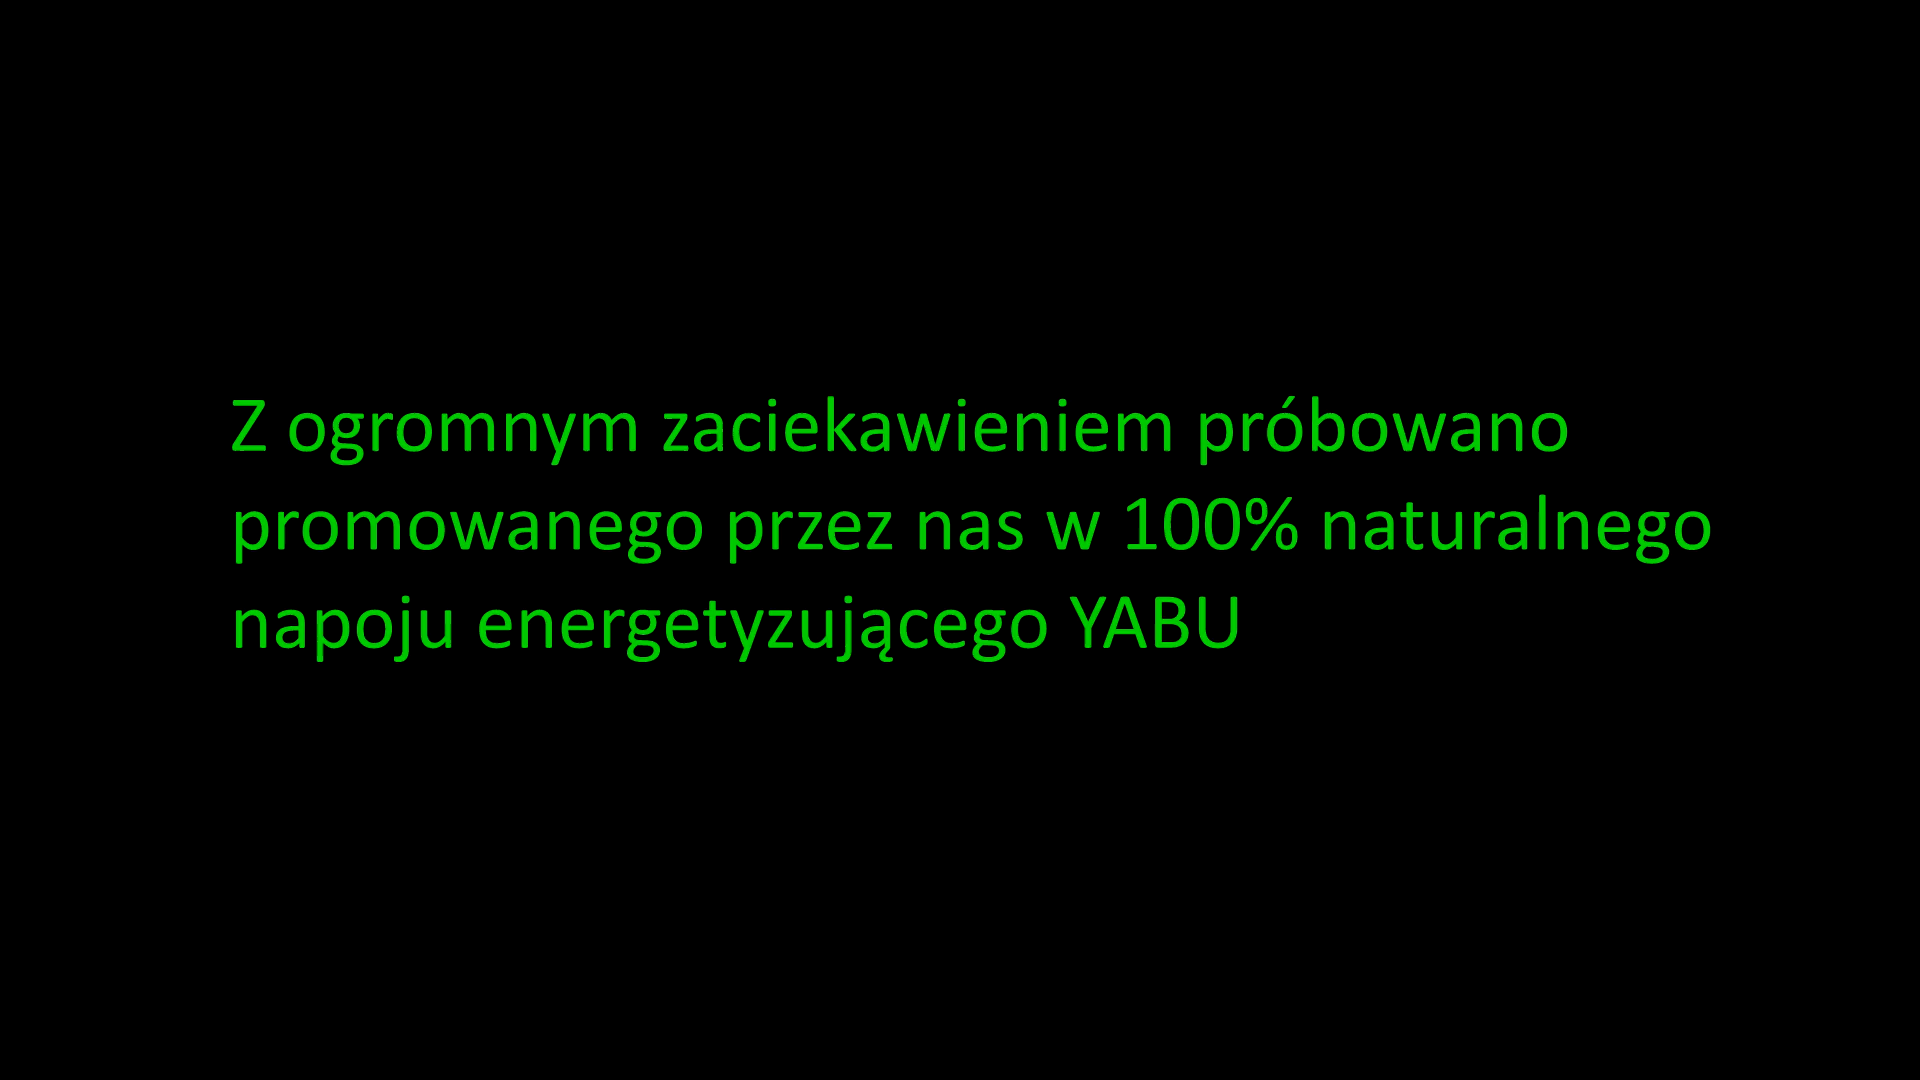 Z ogromnym zaciekawieniem próbowano
promowanego przez nas w 100% naturalnego
napoju energetyzującego YABU